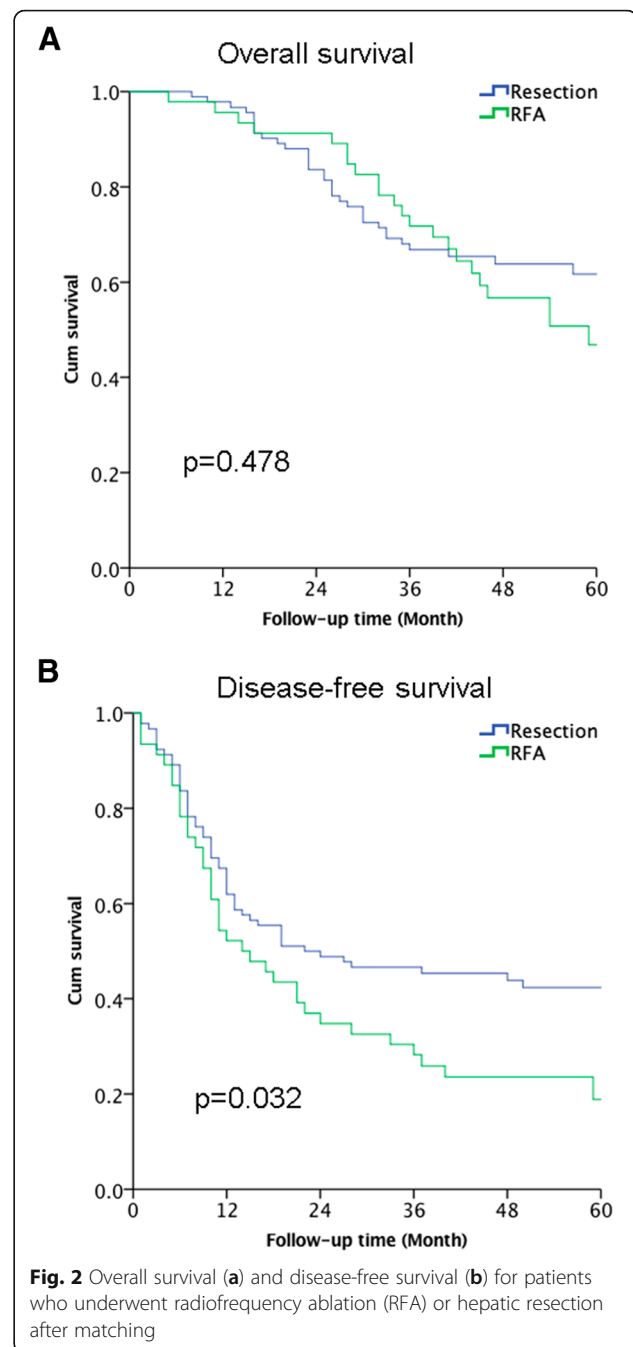 A
Overall survival
Resection
RFA
1.0
0.8
0.6
0.4
0.2
0.0
Cum survival
p=0.478
0 12 24 36 48 60
Follow-up time (Month)
B
Disease-free survival
Resection
RFA
1.0
0.8
0.6
0.4
0.2
0.0
Cum survival
p=0.032
0 12 24 36 48 60
Follow-up time (Month)
Fig. 2 Overall survival (a) and disease-free survival (b) for patients
who underwent radiofrequency ablation (RFA) or hepatic resection
after matching